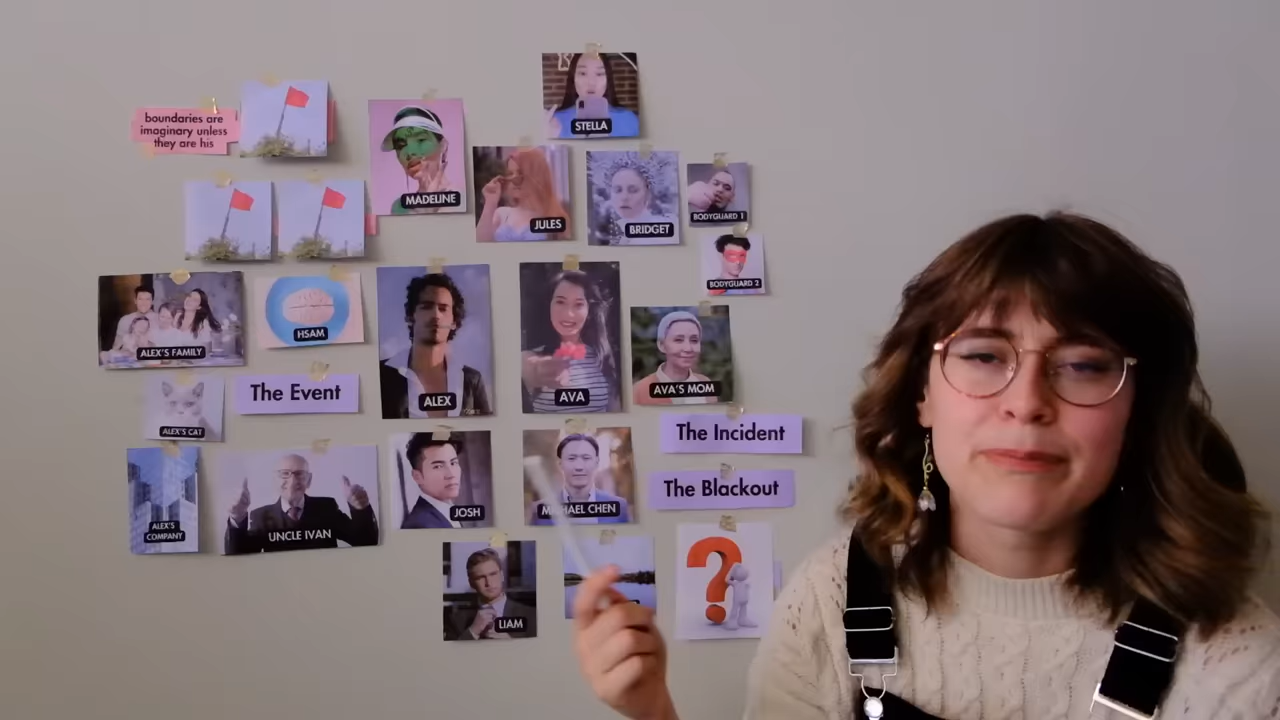 boundaries are
imaginary unless
they are his
STELLA
MADELINE
JULES
BRIDGET
BODYGUARD 1
BODYGUARD 2
ALEX'S FAMILY
HSAM
ALEX
AVA
AVA'S MOM
The Event
ALEX'S CAT
The Incident
The Blackout
ALEX'S
COMPANY
UNCLE IVAN
JOSH
MICHAEL CHEN
LIAM